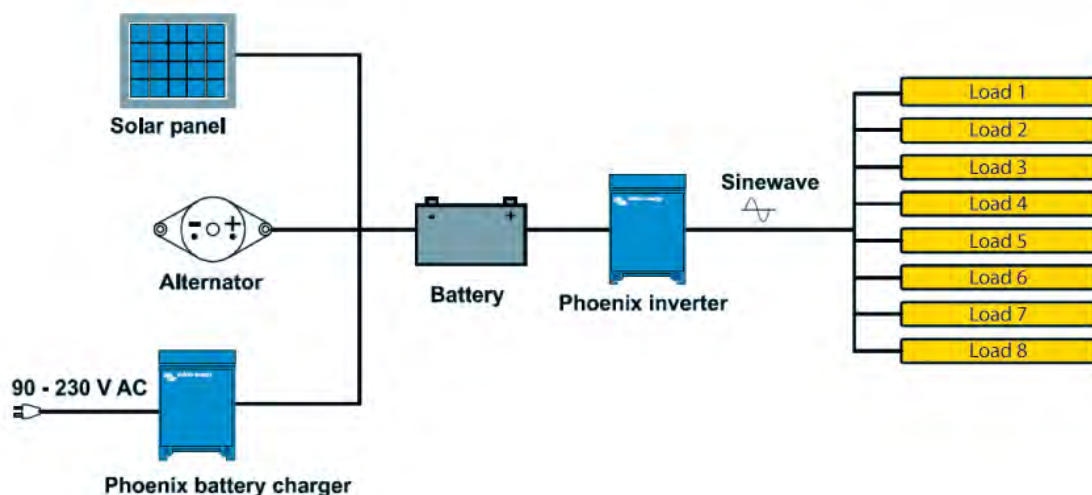 Solar panel
- +
Alternator
90 - 230 V AC
Phoenix battery charger
- +
Battery
Phoenix inverter
Sinewave
Load 1
Load 2
Load 3
Load 4
Load 5
Load 6
Load 7
Load 8